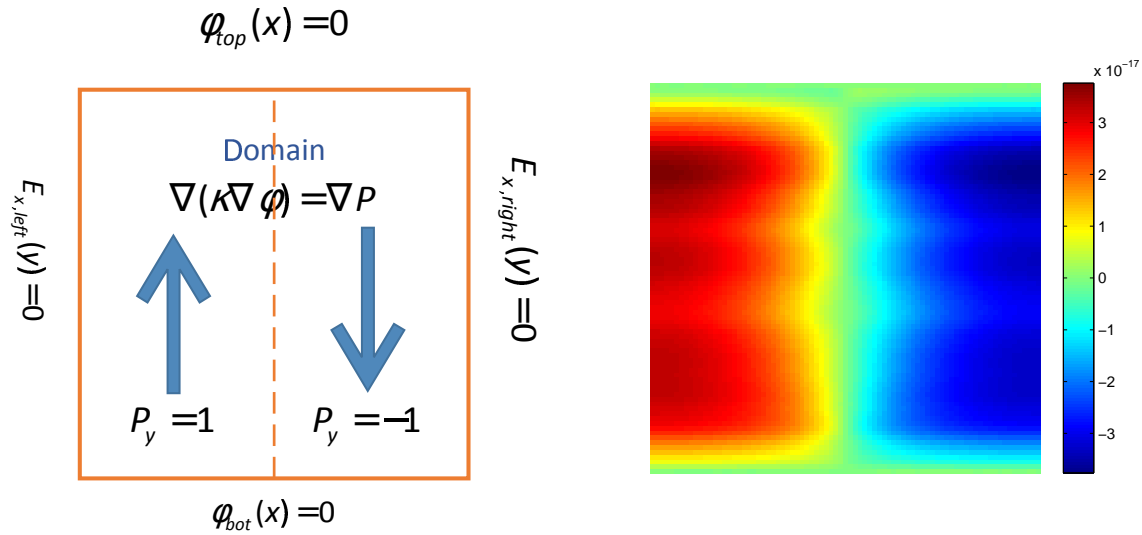 φ_top(x)=0
Domain
∇(κ∇φ)=∇P
E_x,left(y)=0
E_x,right(y)=0
P_y=1
P_y=−1
φ_bot(x)=0
x 10⁻¹⁷
3
2
1
0
−1
−2
−3